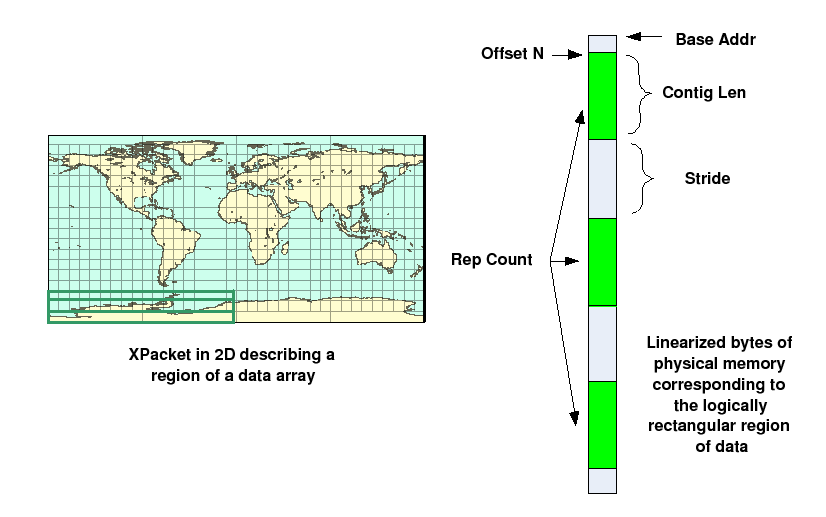 Base Addr
Offset N
Contig Len
Stride
Rep Count
XPacket in 2D describing a
region of a data array
Linearized bytes of
physical memory
corresponding to
the logically
rectangular region
of data